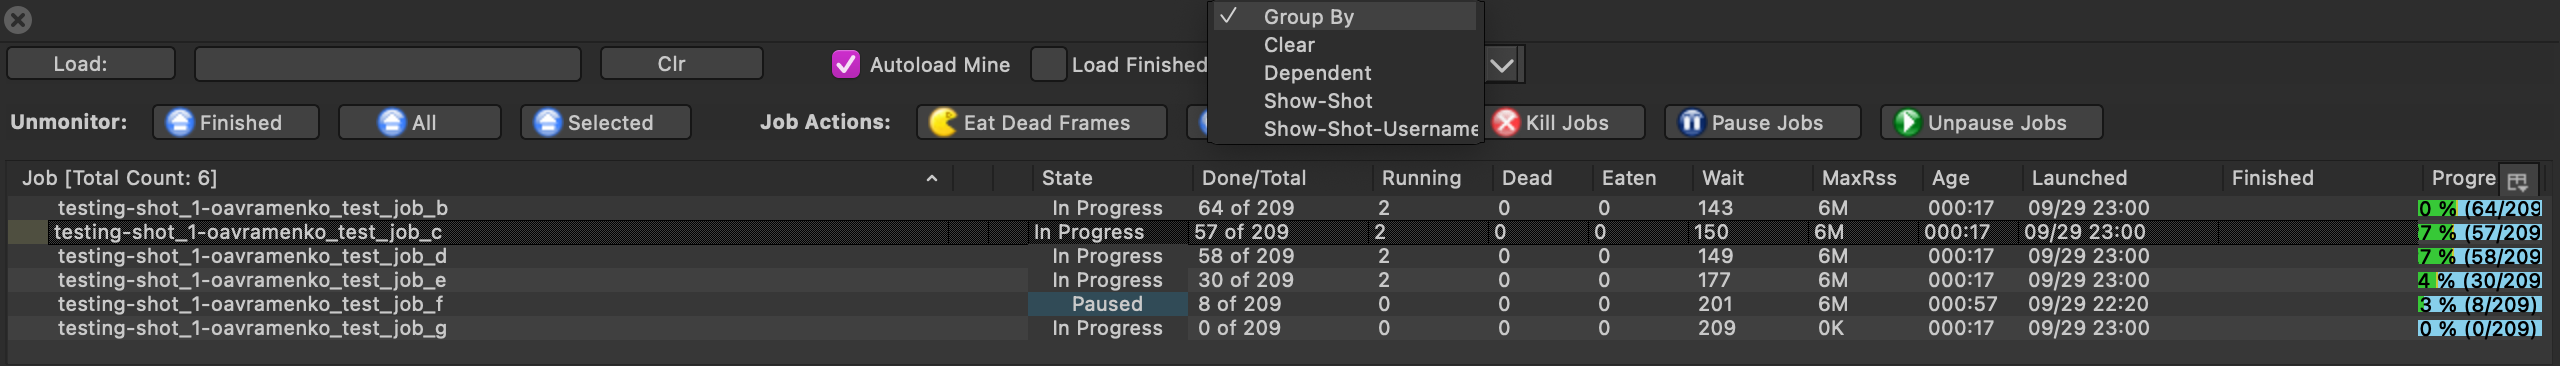 Group By
Clear
Dependent
Show-Shot
Show-Shot-Username
Load: Clr Autoload Mine Load Finished
Unmonitor: Finished All Selected Job Actions: Eat Dead Frames Kill Jobs Pause Jobs Unpause Jobs
Job [Total Count: 6] State Done/Total Running Dead Eaten Wait MaxRss Age Launched Finished Progre
testing-shot_1-oavramenko_test_job_b In Progress 64 of 209 2 0 0 143 6M 000:17 09/29 23:00 0 % (64/209
testing-shot_1-oavramenko_test_job_c In Progress 57 of 209 2 0 0 150 6M 000:17 09/29 23:00 7 % (57/209
testing-shot_1-oavramenko_test_job_d In Progress 58 of 209 2 0 0 149 6M 000:17 09/29 23:00 7 % (58/209
testing-shot_1-oavramenko_test_job_e In Progress 30 of 209 2 0 0 177 6M 000:17 09/29 23:00 4 % (30/209
testing-shot_1-oavramenko_test_job_f Paused 8 of 209 0 0 0 201 6M 000:57 09/29 22:20 3 % (8/209)
testing-shot_1-oavramenko_test_job_g In Progress 0 of 209 0 0 0 209 0K 000:17 09/29 23:00 0 % (0/209)